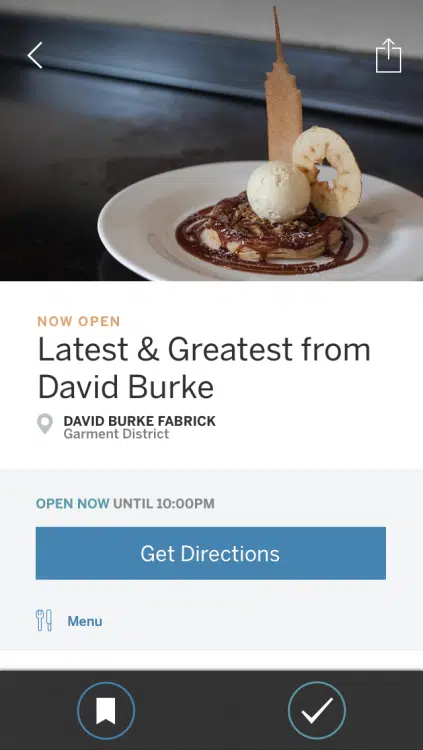 NOW OPEN
Latest & Greatest from
David Burke
DAVID BURKE FABRICK
Garment District
OPEN NOW UNTIL 10:00PM
Get Directions
Menu